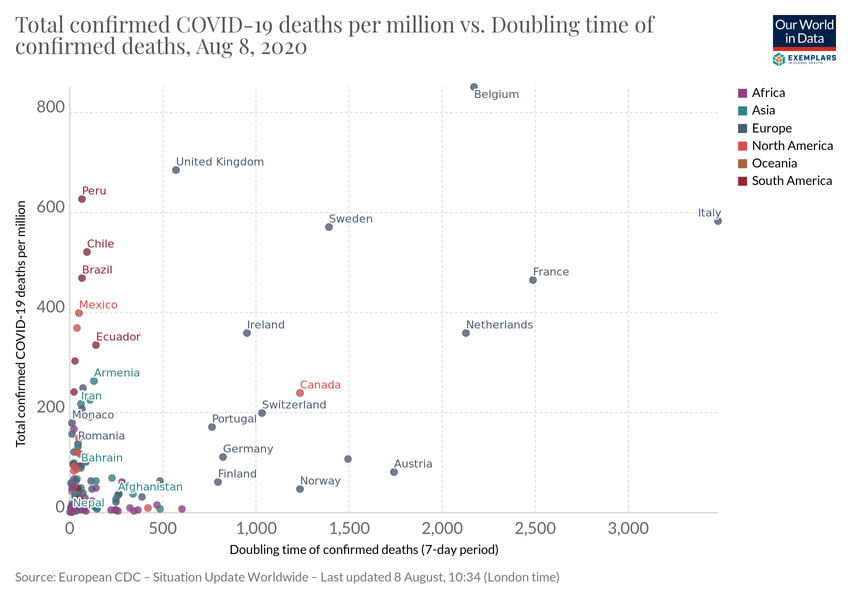 Total confirmed COVID-19 deaths per million vs. Doubling time of
confirmed deaths, Aug 8, 2020
Our World
in Data
EXEMPLARS
IN GLOBAL HEALTH
Africa
Asia
Europe
North America
Oceania
South America
Total confirmed COVID-19 deaths per million
800
600
400
200
0
Belgium
United Kingdom
Peru
Italy
Sweden
Chile
Brazil
France
Mexico
Ireland
Netherlands
Ecuador
Armenia
Canada
Iran
Switzerland
Monaco
Portugal
Romania
Germany
Bahrain
Austria
Finland
Norway
Afghanistan
Nepal
0
500
1,000
1,500
2,000
2,500
3,000
Doubling time of confirmed deaths (7-day period)
Source: European CDC – Situation Update Worldwide – Last updated 8 August, 10:34 (London time)